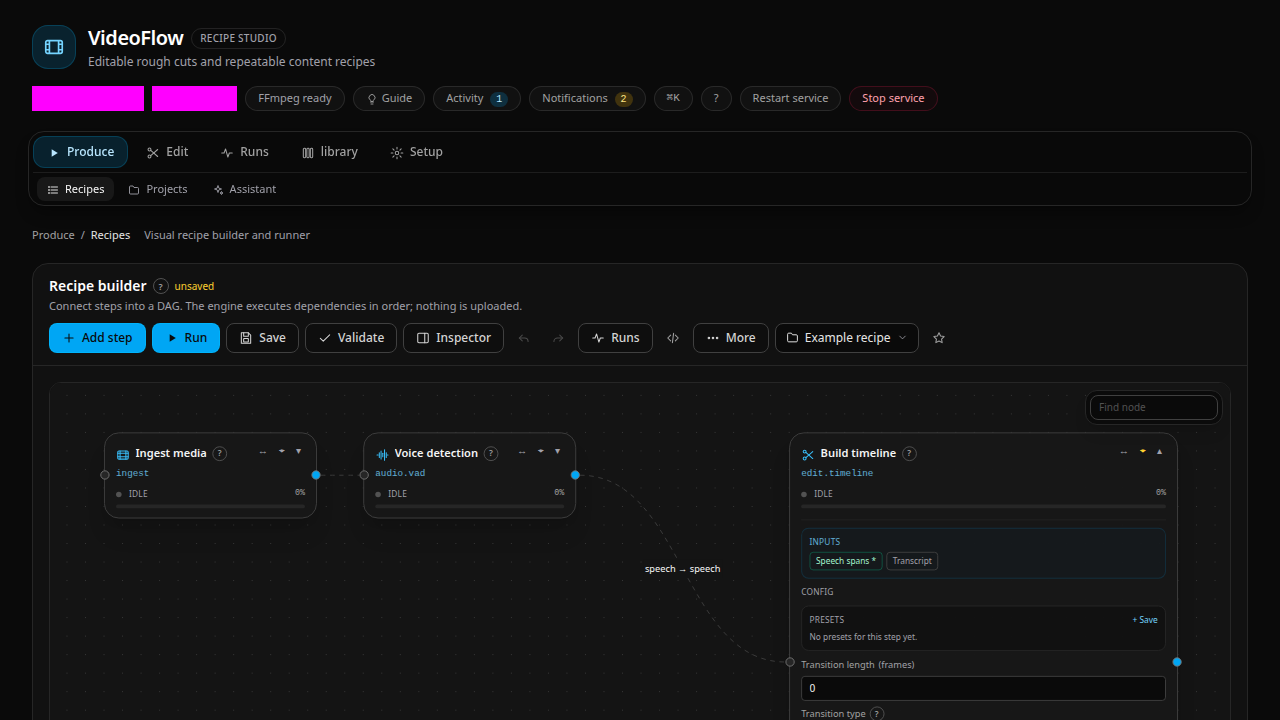 VideoFlow RECIPE STUDIO
Editable rough cuts and repeatable content recipes
FFmpeg ready Guide Activity 1 Notifications 2 ⌘K ? Restart service Stop service
Produce Edit Runs library Setup
Recipes Projects Assistant
Produce / Recipes Visual recipe builder and runner
Recipe builder ? unsaved
Connect steps into a DAG. The engine executes dependencies in order; nothing is uploaded.
Add step Run Save Validate Inspector Runs More Example recipe
Find node
Ingest media ?
ingest
IDLE 0%
Voice detection ?
audio.vad
IDLE 0%
speech → speech
Build timeline ?
edit.timeline
IDLE 0%
INPUTS
Speech spans * Transcript
CONFIG
PRESETS + Save
No presets for this step yet.
Transition length (frames)
0
Transition type ?